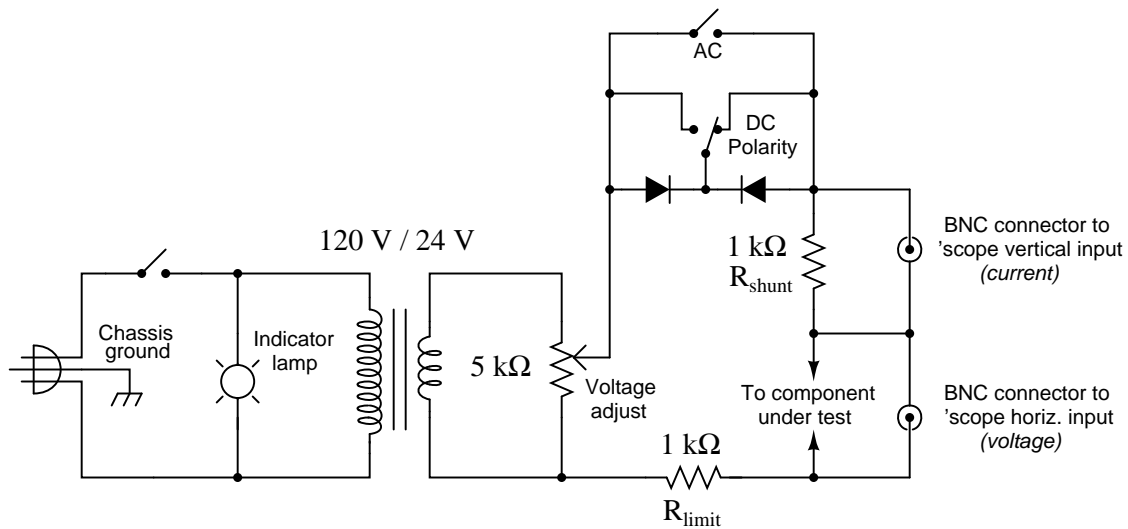 AC
DC
Polarity
120 V / 24 V
1 kΩ
R_shunt
BNC connector to
'scope vertical input
(current)
Chassis
ground
Indicator
lamp
5 kΩ
Voltage
adjust
To component
under test
BNC connector to
'scope horiz. input
(voltage)
1 kΩ
R_limit